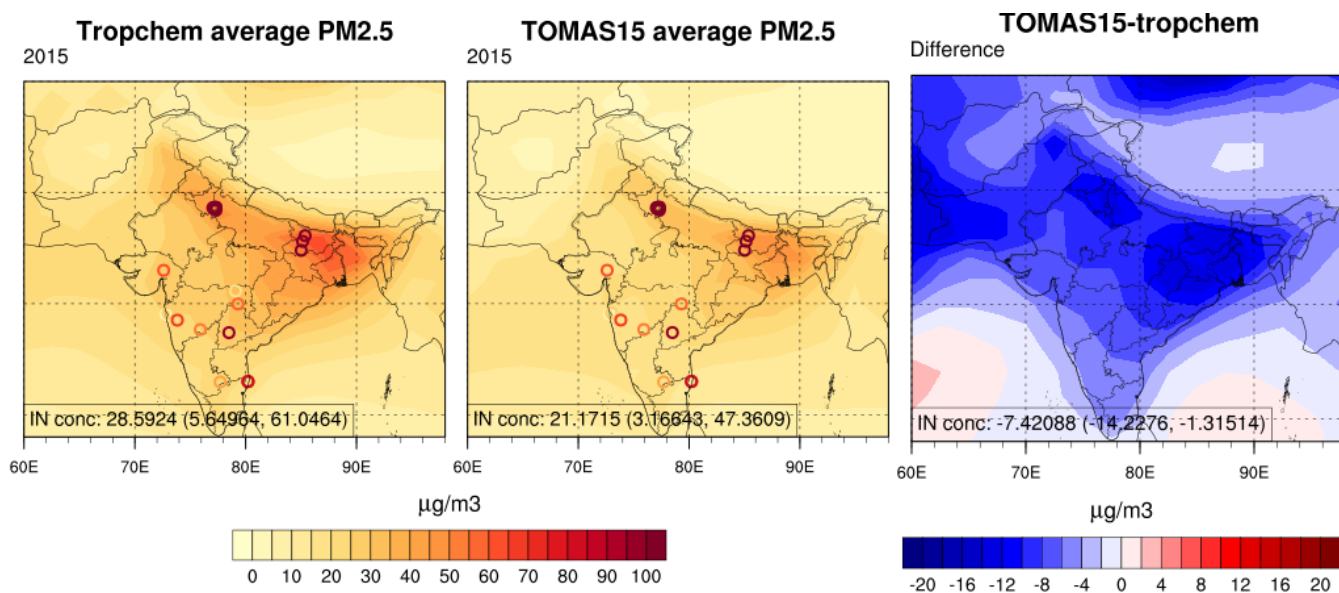 Tropchem average PM2.5
2015
IN conc: 28.5924 (5.64964, 61.0464)
60E 70E 80E 90E
TOMAS15 average PM2.5
2015
IN conc: 21.1715 (3.16643, 47.3609)
60E 70E 80E 90E
µg/m3
0 10 20 30 40 50 60 70 80 90 100
TOMAS15-tropchem
Difference
IN conc: -7.42088 (-14.2276, -1.31514)
60E 70E 80E 90E
µg/m3
-20 -16 -12 -8 -4 0 4 8 12 16 20